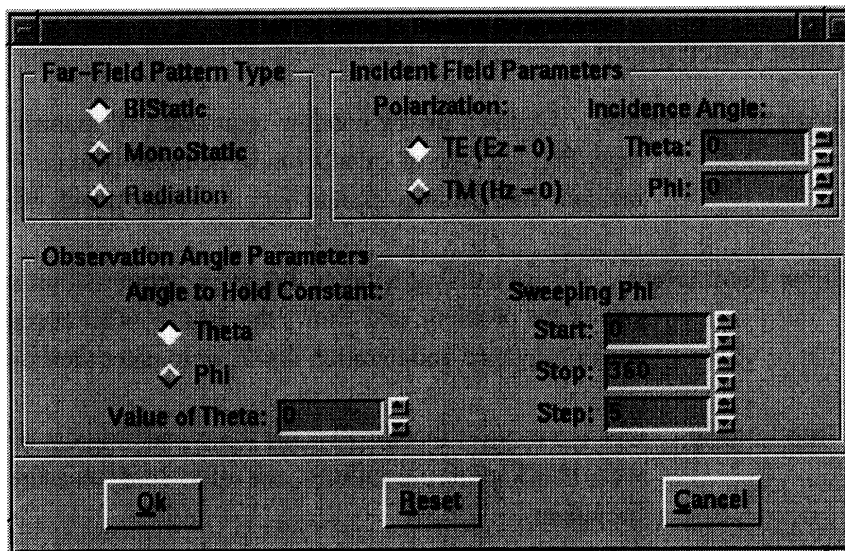 Far-Field Pattern Type
BiStatic
MonoStatic
Radiation
Incident Field Parameters
Polarization:
TE (Ez = 0)
TM (Hz = 0)
Incidence Angle:
Theta: 0
Phi: 0
Observation Angle Parameters
Angle to Hold Constant:
Theta
Phi
Value of Theta: 0
Sweeping Phi
Start: 0
Stop: 360
Step: 5
Ok
Reset
Cancel